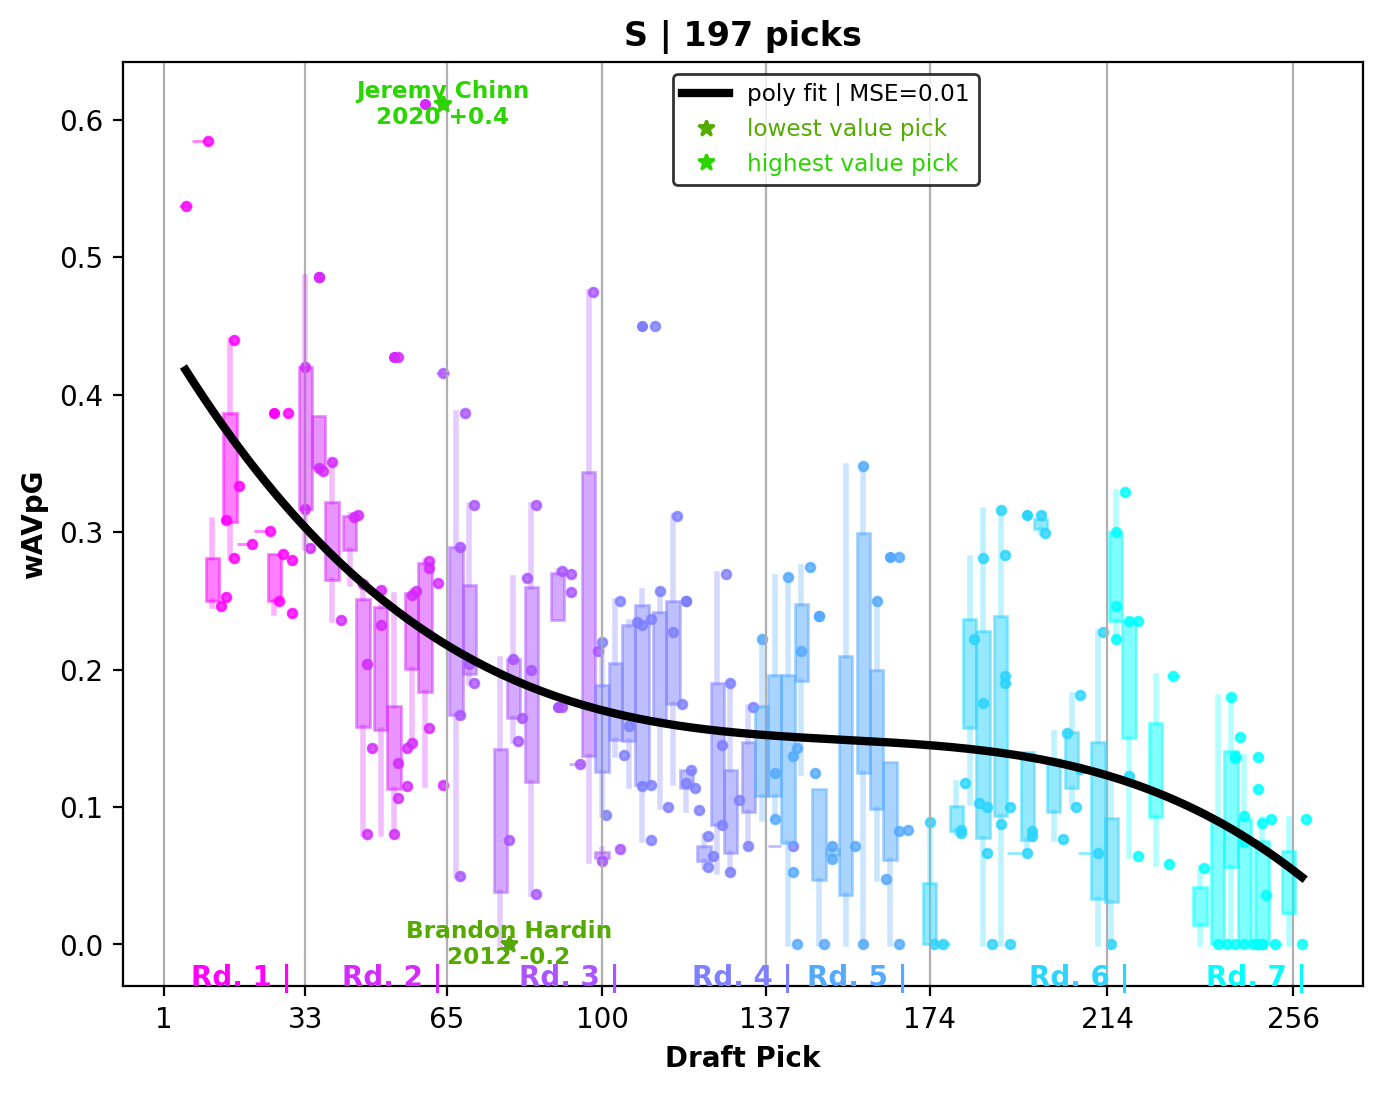 S | 197 picks
Jeremy Chinn
2020 +0.4
poly fit | MSE=0.01
lowest value pick
highest value pick
0.6
0.5
0.4
0.3
0.2
0.1
0.0
wAVpG
Brandon Hardin
2012 -0.2
Rd. 1 |
Rd. 2 |
Rd. 3 |
Rd. 4 |
Rd. 5 |
Rd. 6 |
Rd. 7 |
1
33
65
100
137
174
214
256
Draft Pick